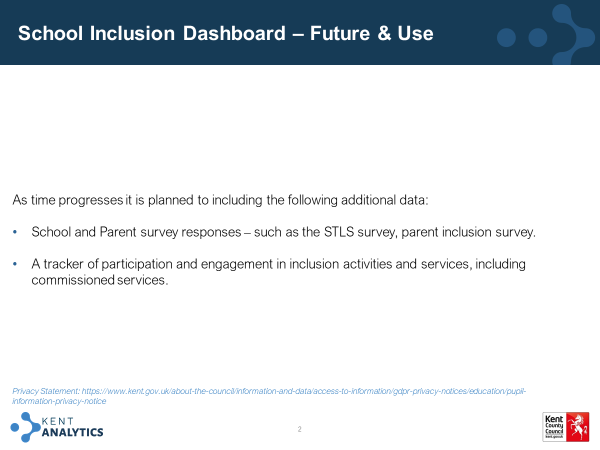 School Inclusion Dashboard – Future & Use
As time progresses it is planned to including the following additional data:
• School and Parent survey responses – such as the STLS survey, parent inclusion survey.
• A tracker of participation and engagement in inclusion activities and services, including
commissioned services.
Privacy Statement: https://www.kent.gov.uk/about-the-council/information-and-data/access-to-information/gdpr-privacy-notices/education/pupil-
information-privacy-notice
KENT
ANALYTICS
2
Kent
County
Council
kent.gov.uk